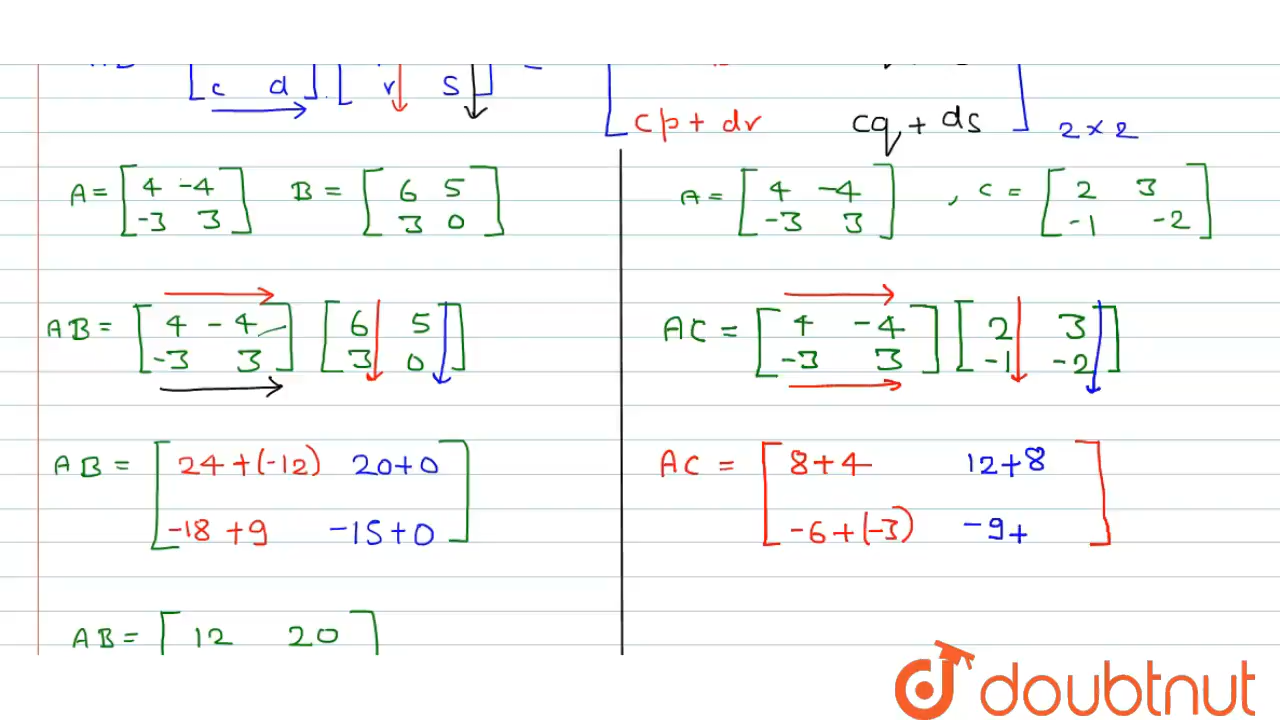 c d r s
cp + dr cq + ds 2 × 2
A = [4 -4 B = [6 5
-3 3] 3 0]
AB = [4 -4 [6 5
-3 3] 3 0]
AB = [24+(-12) 20+0
-18+9 -15+0]
AB = [12 20]
A = [4 -4 , C = [2 3
-3 3] -1 -2]
AC = [4 -4 [2 3
-3 3] -1 -2]
AC = [8+4 12+8
-6+(-3) -9+]
doubtnut